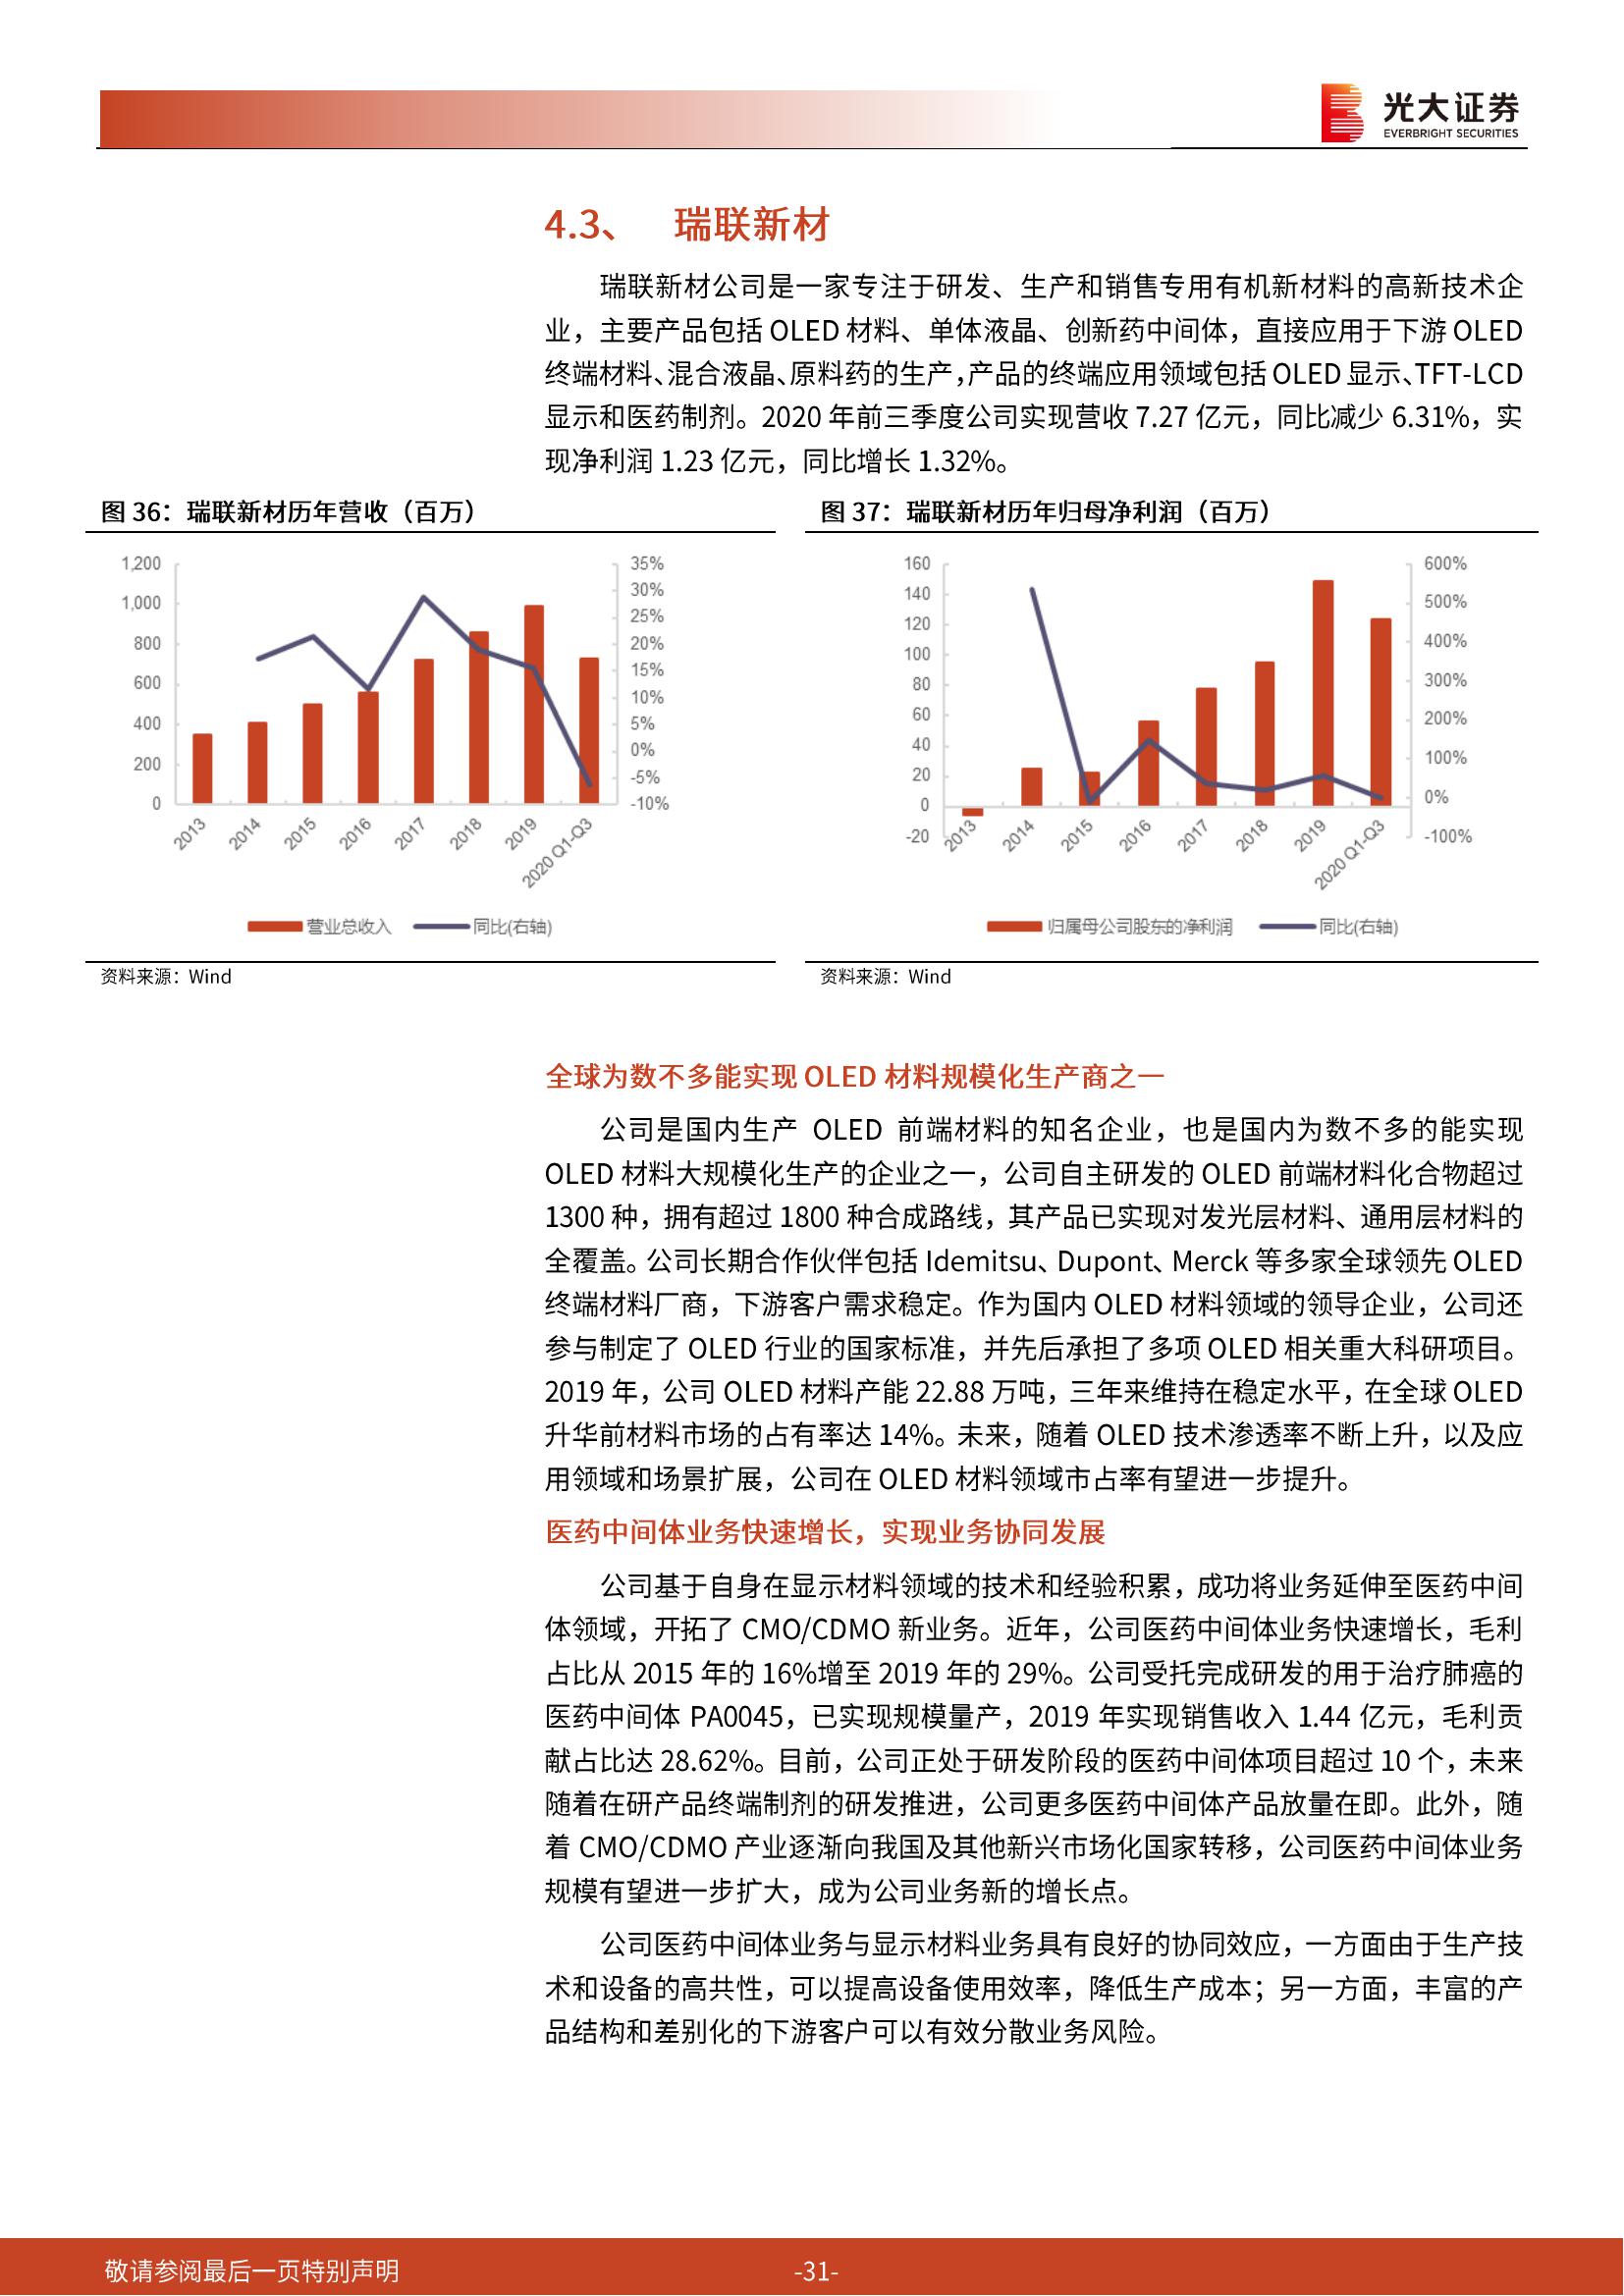 光大证券
EVERBRIGHT SECURITIES
4.3、 瑞联新材
瑞联新材公司是一家专注于研发、生产和销售专用有机新材料的高新技术企
业，主要产品包括 OLED 材料、单体液晶、创新药中间体，直接应用于下游 OLED
终端材料、混合液晶、原料药的生产，产品的终端应用领域包括 OLED 显示、TFT-LCD
显示和医药制剂。2020 年前三季度公司实现营收 7.27 亿元，同比减少 6.31%，实
现净利润 1.23 亿元，同比增长 1.32%。
图 36：瑞联新材历年营收（百万）
1,200
1,000
800
600
400
200
0
35%
30%
25%
20%
15%
10%
5%
0%
-5%
-10%
2013
2014
2015
2016
2017
2018
2019
2020 Q1-Q3
营业总收入
同比(右轴)
资料来源：Wind
图 37：瑞联新材历年归母净利润（百万）
160
140
120
100
80
60
40
20
0
-20
600%
500%
400%
300%
200%
100%
0%
-100%
2013
2014
2015
2016
2017
2018
2019
2020 Q1-Q3
归属母公司股东的净利润
同比(右轴)
资料来源：Wind
全球为数不多能实现 OLED 材料规模化生产商之一
公司是国内生产 OLED 前端材料的知名企业，也是国内为数不多的能实现
OLED 材料大规模化生产的企业之一，公司自主研发的 OLED 前端材料化合物超过
1300 种，拥有超过 1800 种合成路线，其产品已实现对发光层材料、通用层材料的
全覆盖。公司长期合作伙伴包括 Idemitsu、Dupont、Merck 等多家全球领先 OLED
终端材料厂商，下游客户需求稳定。作为国内 OLED 材料领域的领导企业，公司还
参与制定了 OLED 行业的国家标准，并先后承担了多项 OLED 相关重大科研项目。
2019 年，公司 OLED 材料产能 22.88 万吨，三年来维持在稳定水平，在全球 OLED
升华前材料市场的占有率达 14%。未来，随着 OLED 技术渗透率不断上升，以及应
用领域和场景扩展，公司在 OLED 材料领域市占率有望进一步提升。
医药中间体业务快速增长，实现业务协同发展
公司基于自身在显示材料领域的技术和经验积累，成功将业务延伸至医药中间
体领域，开拓了 CMO/CDMO 新业务。近年，公司医药中间体业务快速增长，毛利
占比从 2015 年的 16%增至 2019 年的 29%。公司受托完成研发的用于治疗肺癌的
医药中间体 PA0045，已实现规模量产，2019 年实现销售收入 1.44 亿元，毛利贡
献占比达 28.62%。目前，公司正处于研发阶段的医药中间体项目超过 10 个，未来
随着在研产品终端制剂的研发推进，公司更多医药中间体产品放量在即。此外，随
着 CMO/CDMO 产业逐渐向我国及其他新兴市场化国家转移，公司医药中间体业务
规模有望进一步扩大，成为公司业务新的增长点。
公司医药中间体业务与显示材料业务具有良好的协同效应，一方面由于生产技
术和设备的高共性，可以提高设备使用效率，降低生产成本；另一方面，丰富的产
品结构和差别化的下游客户可以有效分散业务风险。
敬请参阅最后一页特别声明
-31-